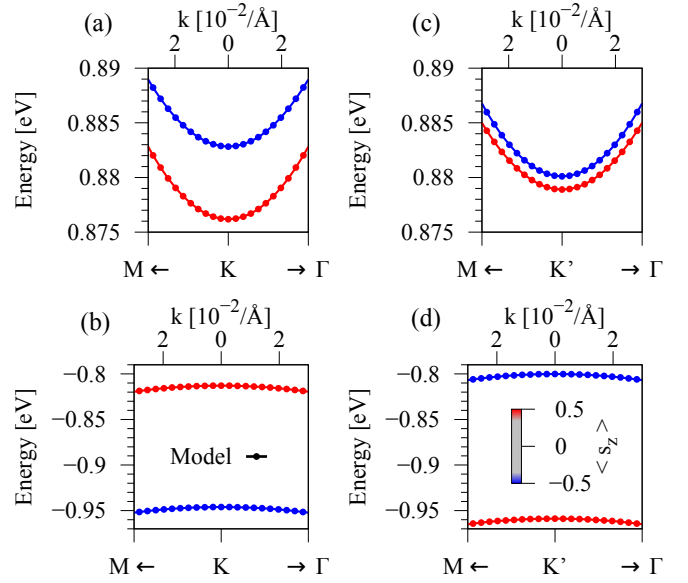 (a)
k [10⁻²/Å]
2 0 2
Energy [eV]
0.89
0.885
0.88
0.875
M ← K → Γ
(c)
k [10⁻²/Å]
2 0 2
Energy [eV]
0.89
0.885
0.88
0.875
M ← K’ → Γ
(b)
k [10⁻²/Å]
2 0 2
Energy [eV]
−0.8
−0.85
−0.9
−0.95
Model
M ← K → Γ
(d)
k [10⁻²/Å]
2 0 2
Energy [eV]
−0.8
−0.85
−0.9
−0.95
0.5
0
−0.5
< s_z >
M ← K’ → Γ